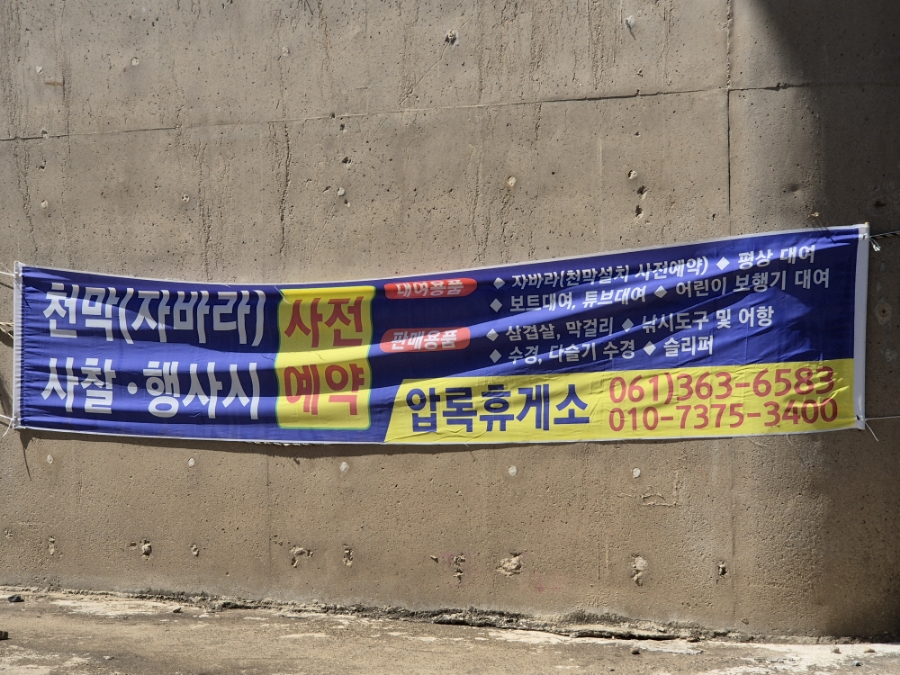 천막(자바라)
사찰·행사시
사전
예약
대여용품
◆ 자바라(천막설치 사전예약) ◆ 평상 대여
◆ 보트대여, 튜브대여 ◆ 어린이 보행기 대여
판매용품
◆ 삼겹살, 막걸리 ◆ 낚시도구 및 어항
◆ 수경, 다슬기 수경 ◆ 슬리퍼
압록휴게소
061)363-6583
010-7375-3400